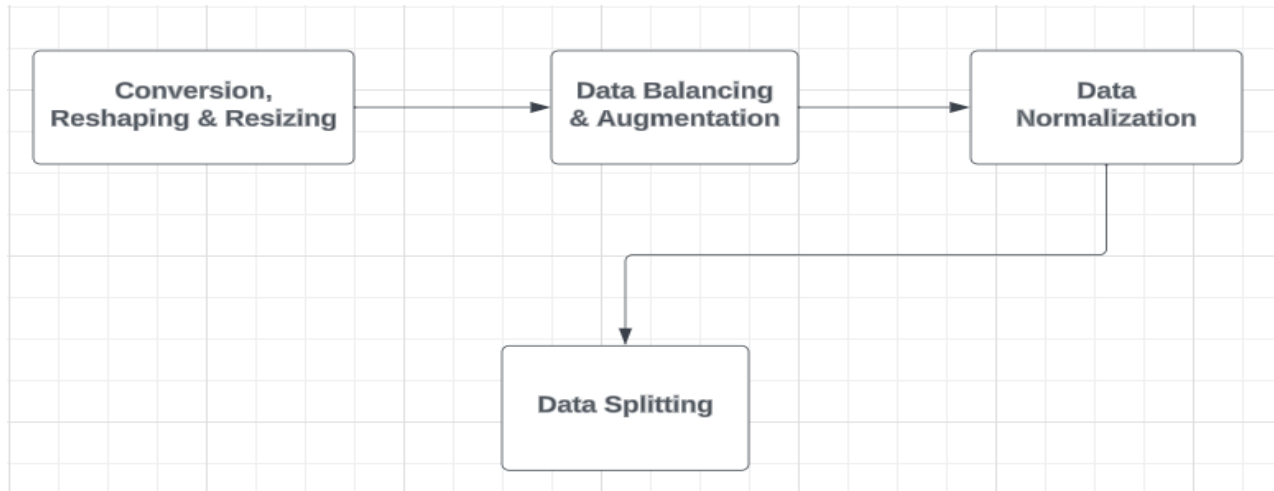 Conversion,
Reshaping & Resizing
Data Balancing
& Augmentation
Data
Normalization
Data Splitting